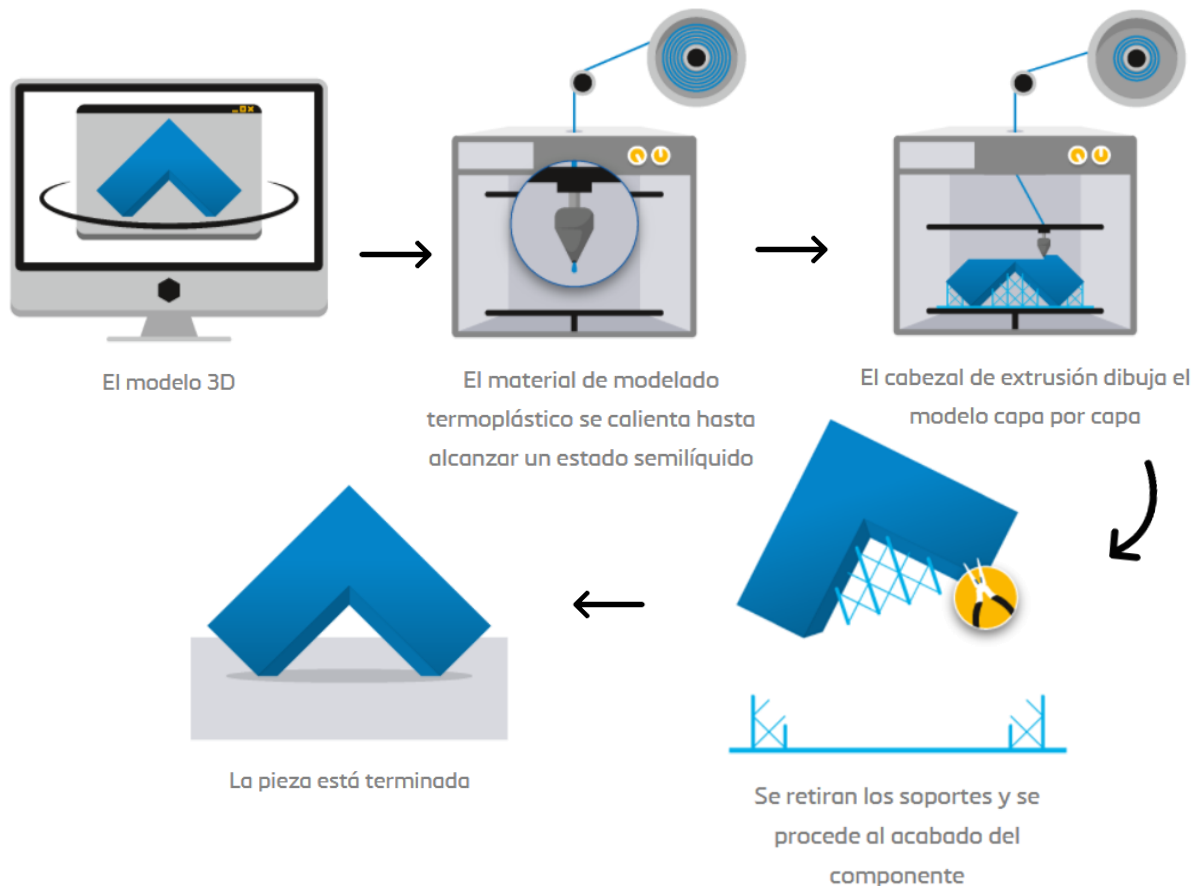 El modelo 3D
El material de modelado
termoplástico se calienta hasta
alcanzar un estado semilíquido
El cabezal de extrusión dibuja el
modelo capa por capa
Se retiran los soportes y se
procede al acabado del
componente
La pieza está terminada